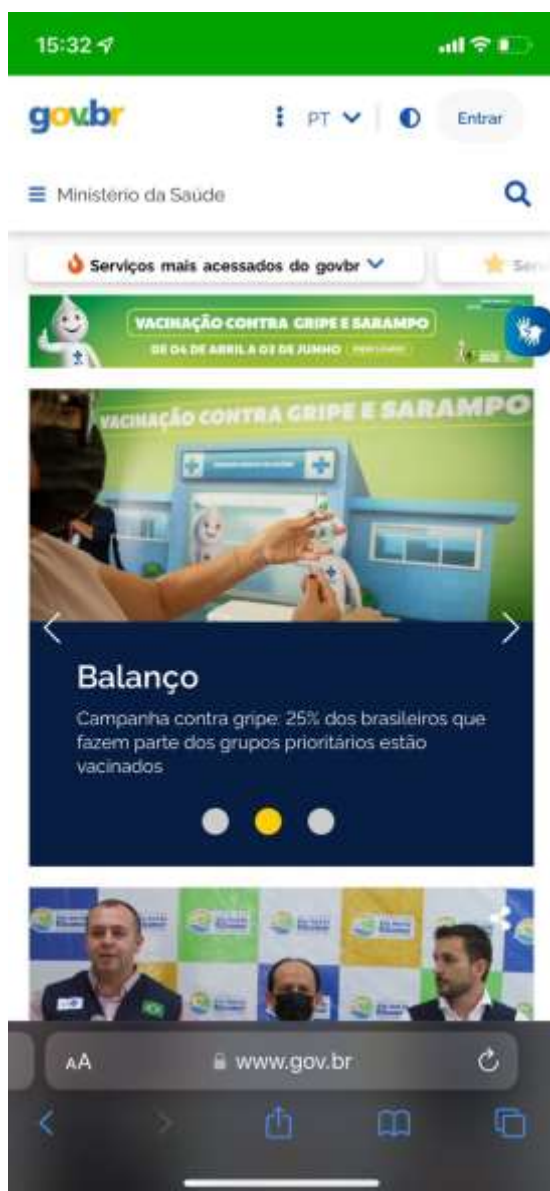 15:32
gov.br
PT
Entrar
Ministério da Saúde
Serviços mais acessados do govbr
VACINAÇÃO CONTRA GRIPE E SARAMPO
DE 04 DE ABRIL A 03 DE JUNHO
VACINAÇÃO CONTRA GRIPE E SARAMPO
Balanço
Campanha contra gripe: 25% dos brasileiros que
fazem parte dos grupos prioritários estão
vacinados
AA
www.gov.br